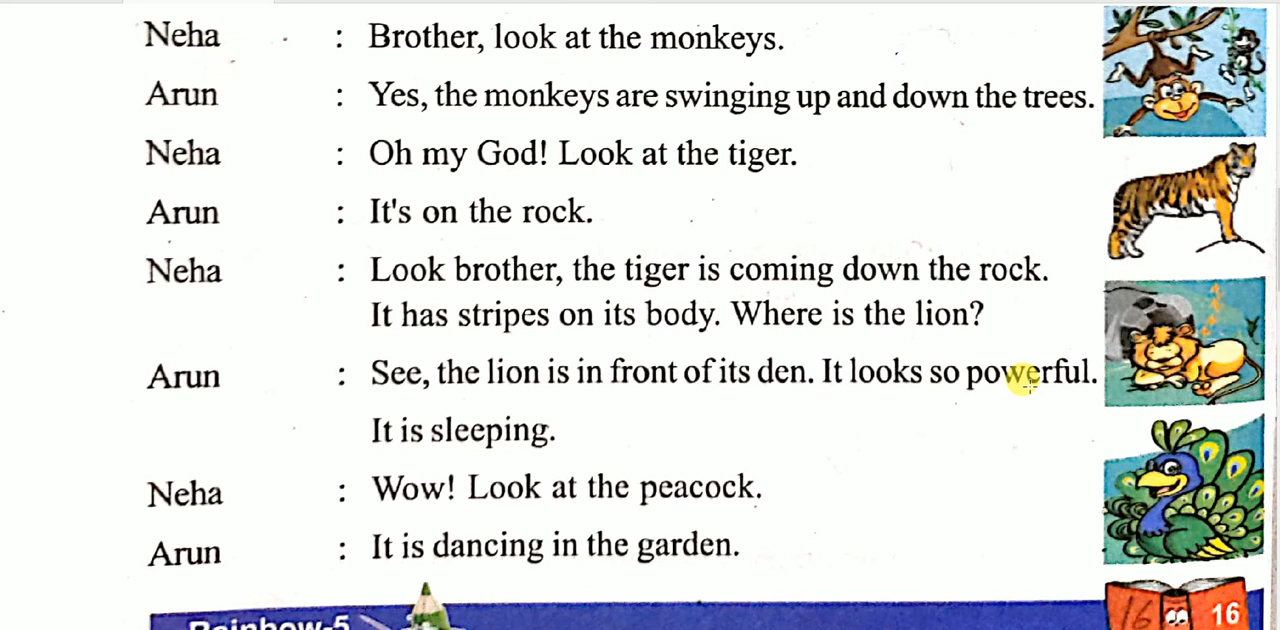 Neha : Brother, look at the monkeys.
Arun : Yes, the monkeys are swinging up and down the trees.
Neha : Oh my God! Look at the tiger.
Arun : It's on the rock.
Neha : Look brother, the tiger is coming down the rock.
It has stripes on its body. Where is the lion?
Arun : See, the lion is in front of its den. It looks so powerful.
It is sleeping.
Neha : Wow! Look at the peacock.
Arun : It is dancing in the garden.
Rainbow-5
16 16